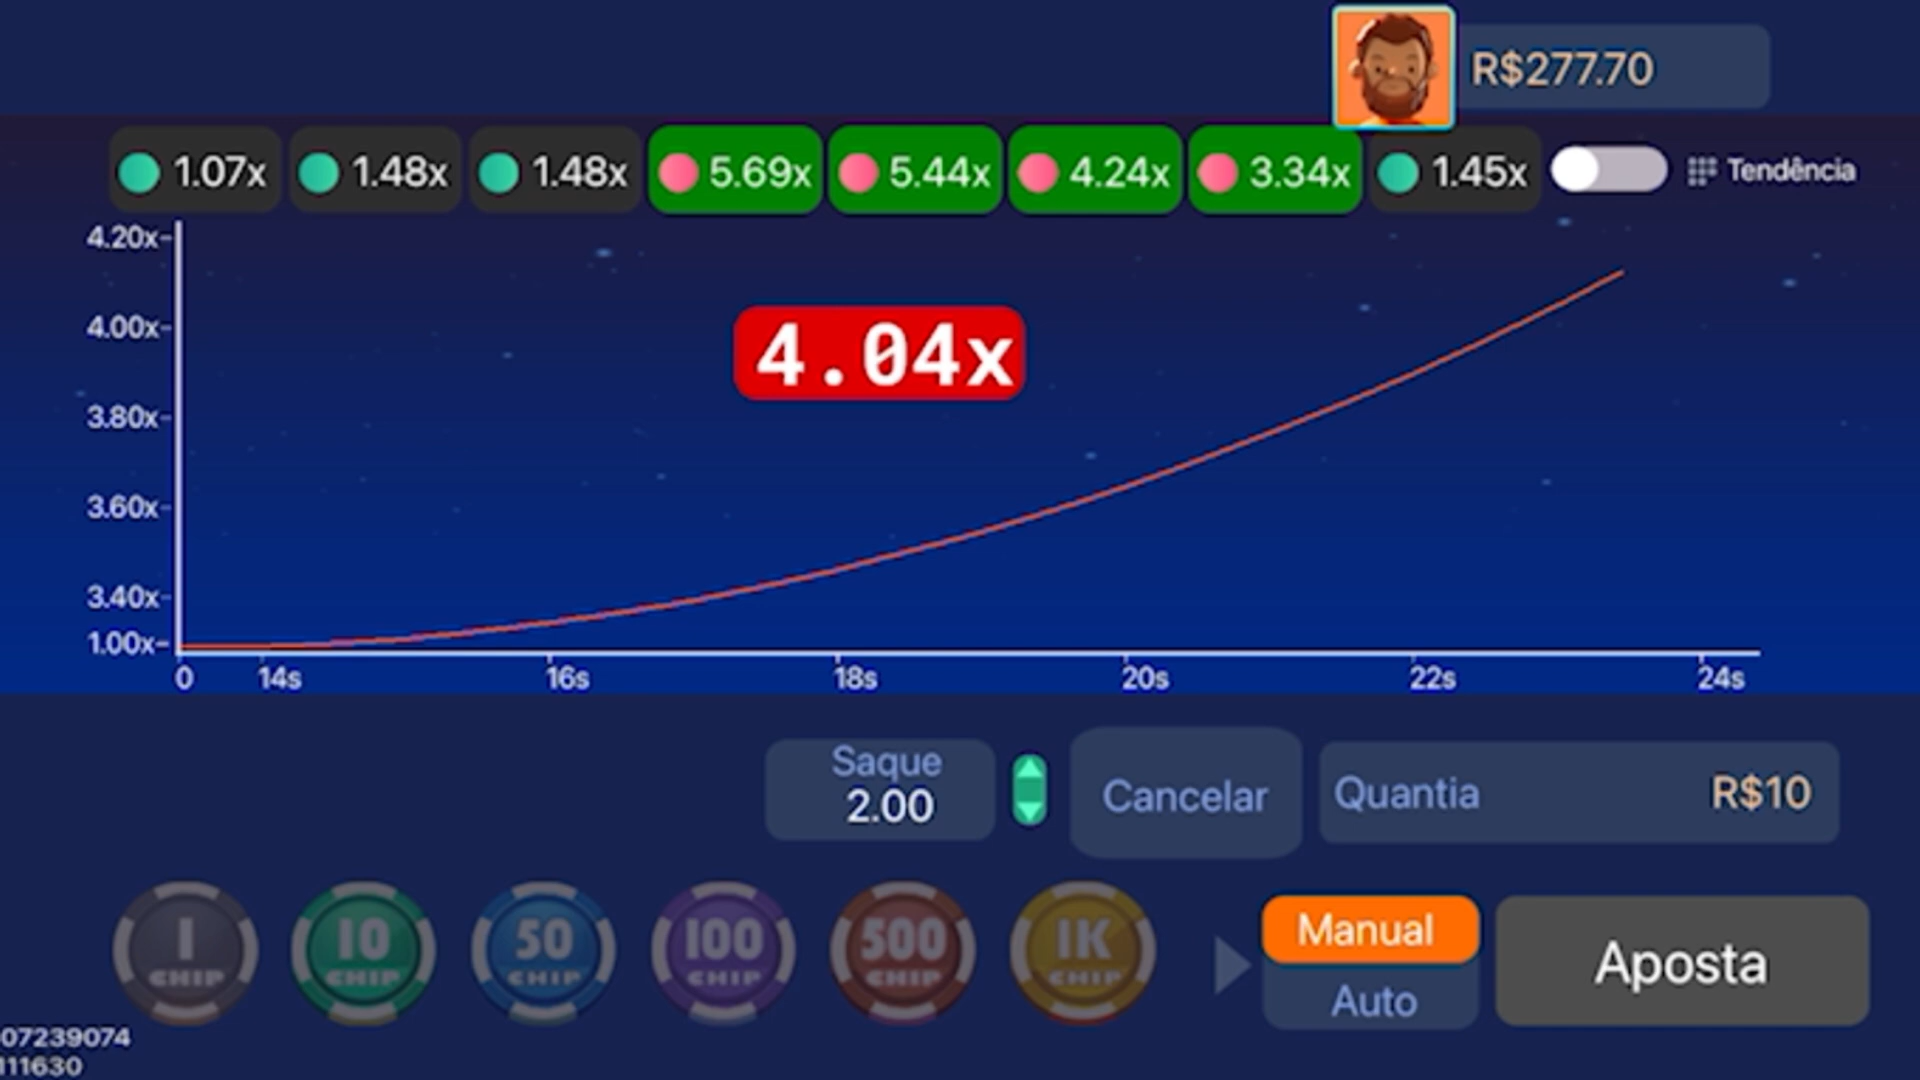 R$277.70
1.07x 1.48x 1.48x 5.69x 5.44x 4.24x 3.34x 1.45x Tendência
4.20x
4.00x
4.04x
3.80x
3.60x
3.40x
1.00x
0 14s 16s 18s 20s 22s 24s
Saque
2.00
Cancelar
Quantia R$10
1 CHIP
10 CHIP
50 CHIP
100 CHIP
500 CHIP
1K CHIP
Manual
Auto
Aposta
07239074
111630